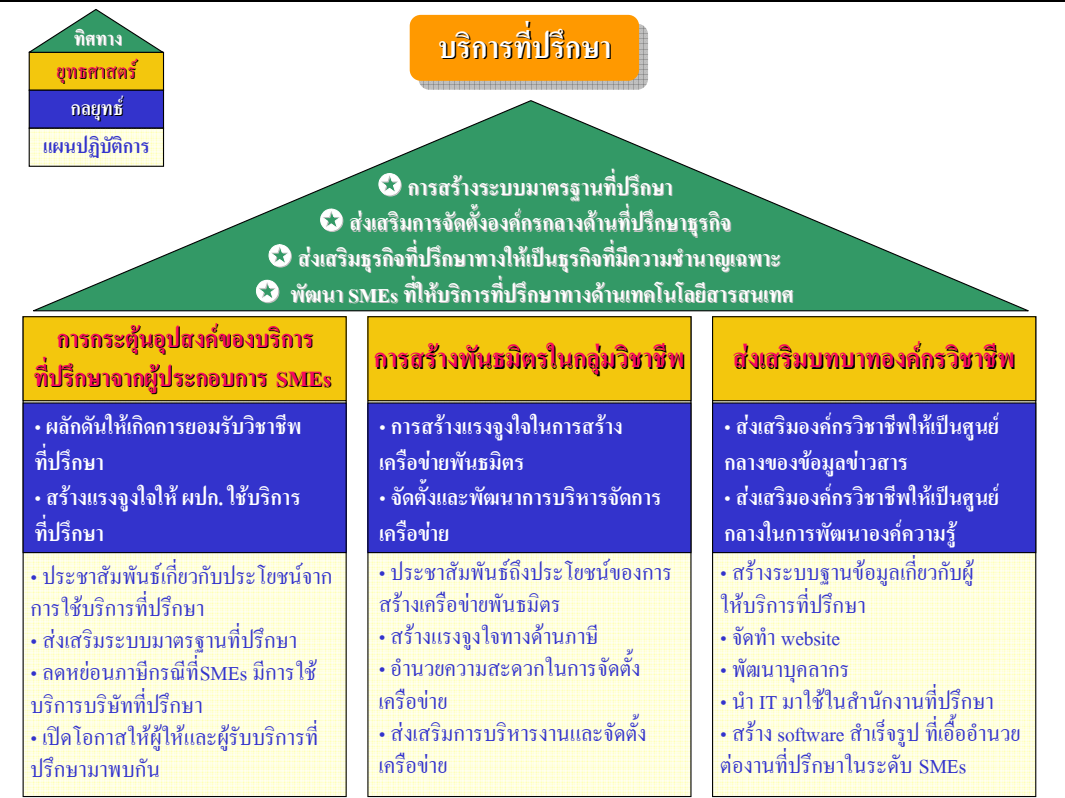 ทิศทาง
ยุทธศาสตร์
กลยุทธ์
แผนปฏิบัติการ
บริการที่ปรึกษา
การสร้างระบบมาตรฐานที่ปรึกษา
ส่งเสริมการจัดตั้งองค์กรกลางด้านที่ปรึกษาธุรกิจ
ส่งเสริมธุรกิจที่ปรึกษาทางให้เป็นธุรกิจที่มีความชำนาญเฉพาะ
พัฒนา SMEs ที่ให้บริการที่ปรึกษาทางด้านเทคโนโลยีสารสนเทศ
การกระตุ้นอุปสงค์ของบริการ
ที่ปรึกษาจากผู้ประกอบการ SMEs
• ผลักดันให้เกิดการยอมรับวิชาชีพ
ที่ปรึกษา
• สร้างแรงจูงใจให้ ผปก. ใช้บริการ
ที่ปรึกษา
• ประชาสัมพันธ์เกี่ยวกับประโยชน์จาก
การใช้บริการที่ปรึกษา
• ส่งเสริมระบบมาตรฐานที่ปรึกษา
• ลดหย่อนภาษีกรณีที่SMEs มีการใช้
บริการบริษัทที่ปรึกษา
• เปิดโอกาสให้ผู้ให้และผู้รับบริการที่
ปรึกษามาพบกัน
การสร้างพันธมิตรในกลุ่มวิชาชีพ
• การสร้างแรงจูงใจในการสร้าง
เครือข่ายพันธมิตร
• จัดตั้งและพัฒนาการบริหารจัดการ
เครือข่าย
• ประชาสัมพันธ์ถึงประโยชน์ของการ
สร้างเครือข่ายพันธมิตร
• สร้างแรงจูงใจทางด้านภาษี
• อำนวยความสะดวกในการจัดตั้ง
เครือข่าย
• ส่งเสริมการบริหารงานและจัดตั้ง
เครือข่าย
ส่งเสริมบทบาทองค์กรวิชาชีพ
• ส่งเสริมองค์กรวิชาชีพให้เป็นศูนย์
กลางของข้อมูลข่าวสาร
• ส่งเสริมองค์กรวิชาชีพให้เป็นศูนย์
กลางในการพัฒนาองค์ความรู้
• สร้างระบบฐานข้อมูลเกี่ยวกับผู้
ให้บริการที่ปรึกษา
• จัดทำ website
• พัฒนาบุคลากร
• นำ IT มาใช้ในสำนักงานที่ปรึกษา
• สร้าง software สำเร็จรูป ที่เอื้ออำนวย
ต่องานที่ปรึกษาในระดับ SMEs